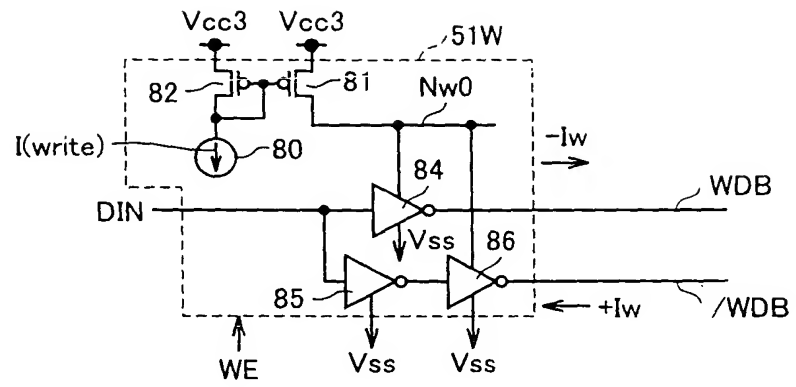 Vcc3 Vcc3
51W
82 81
Nw0
I(write) 80
-Iw
84
DIN
WDB
Vss
86
85
/WDB
+Iw
WE
Vss Vss